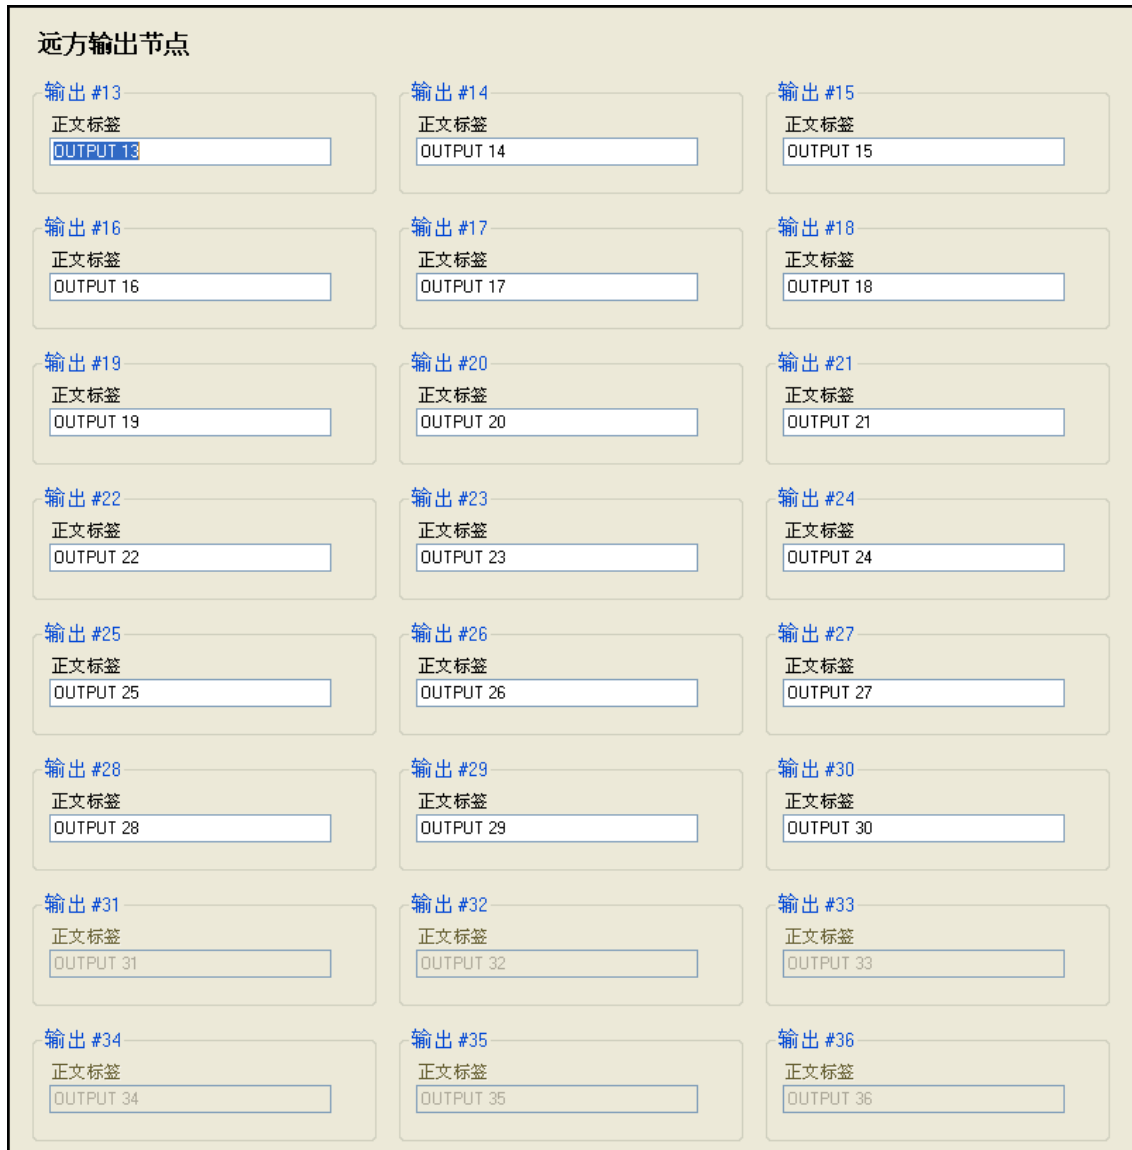 远方输出节点
输出 #13 输出 #14 输出 #15
正文标签 正文标签 正文标签
OUTPUT 13 OUTPUT 14 OUTPUT 15
输出 #16 输出 #17 输出 #18
正文标签 正文标签 正文标签
OUTPUT 16 OUTPUT 17 OUTPUT 18
输出 #19 输出 #20 输出 #21
正文标签 正文标签 正文标签
OUTPUT 19 OUTPUT 20 OUTPUT 21
输出 #22 输出 #23 输出 #24
正文标签 正文标签 正文标签
OUTPUT 22 OUTPUT 23 OUTPUT 24
输出 #25 输出 #26 输出 #27
正文标签 正文标签 正文标签
OUTPUT 25 OUTPUT 26 OUTPUT 27
输出 #28 输出 #29 输出 #30
正文标签 正文标签 正文标签
OUTPUT 28 OUTPUT 29 OUTPUT 30
输出 #31 输出 #32 输出 #33
正文标签 正文标签 正文标签
OUTPUT 31 OUTPUT 32 OUTPUT 33
输出 #34 输出 #35 输出 #36
正文标签 正文标签 正文标签
OUTPUT 34 OUTPUT 35 OUTPUT 36